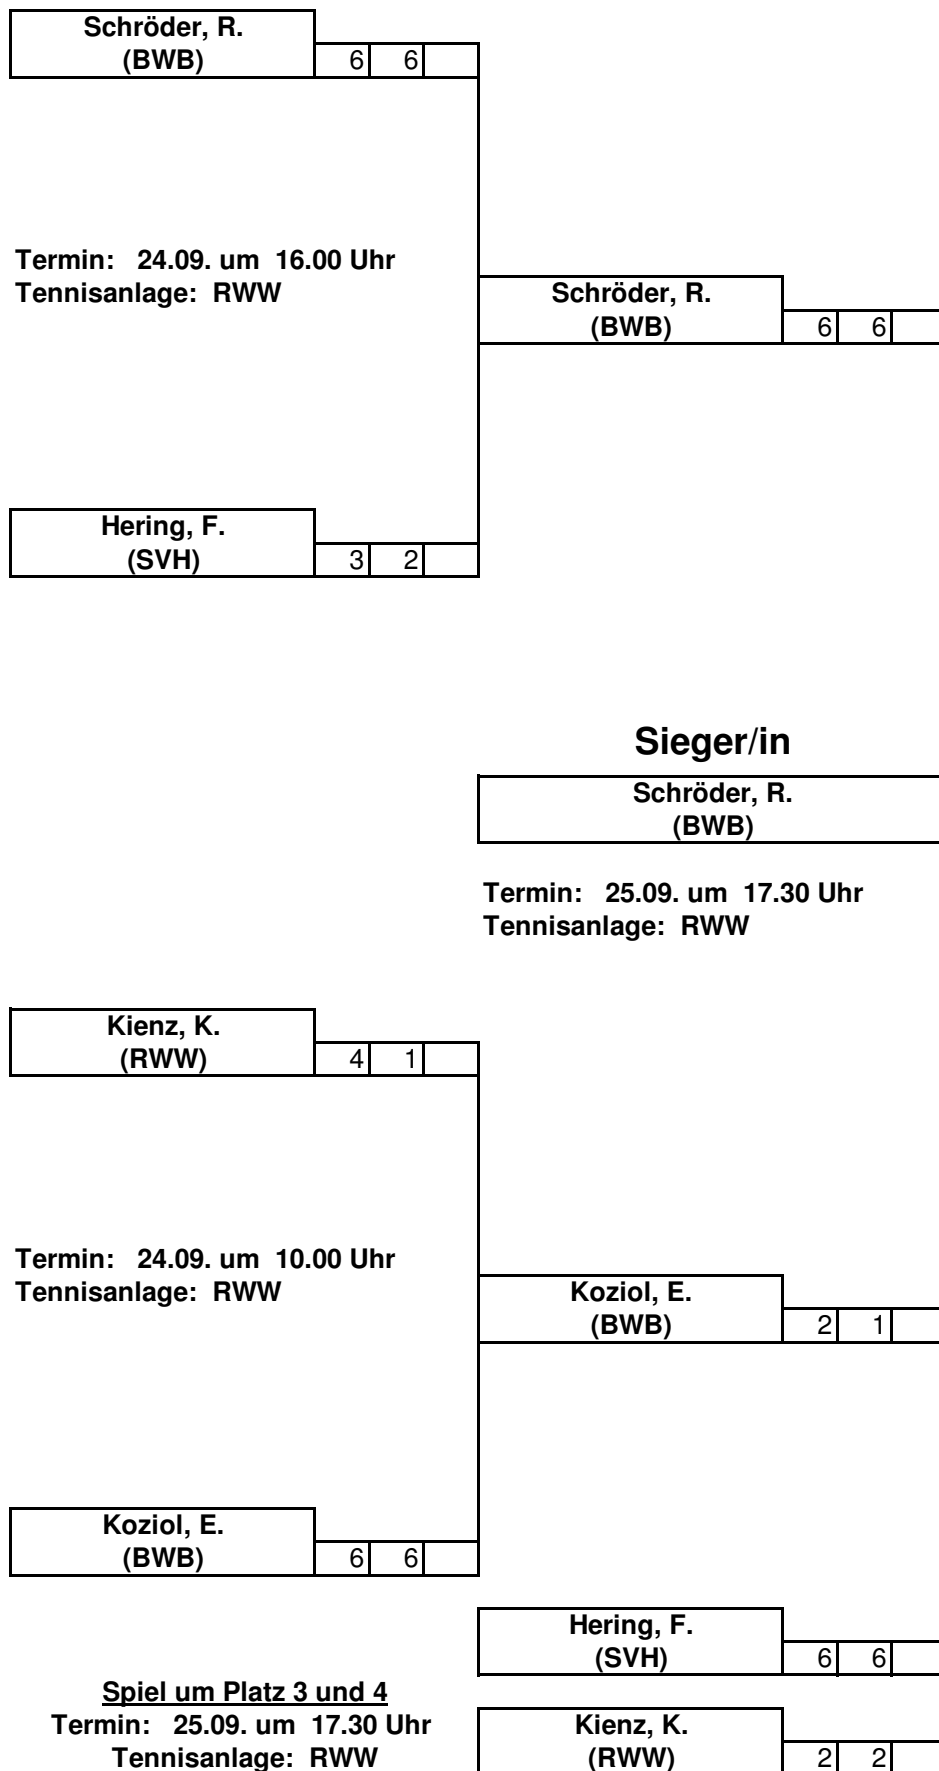 Schröder, R.
(BWB) 6 6
Termin: 24.09. um 16.00 Uhr
Tennisanlage: RWW
Schröder, R.
(BWB) 6 6
Hering, F.
(SVH) 3 2
Sieger/in
Schröder, R.
(BWB)
Termin: 25.09. um 17.30 Uhr
Tennisanlage: RWW
Kienz, K.
(RWW) 4 1
Termin: 24.09. um 10.00 Uhr
Tennisanlage: RWW
Koziol, E.
(BWB) 2 1
Koziol, E.
(BWB) 6 6
Hering, F.
(SVH) 6 6
Spiel um Platz 3 und 4
Termin: 25.09. um 17.30 Uhr
Tennisanlage: RWW
Kienz, K.
(RWW) 2 2